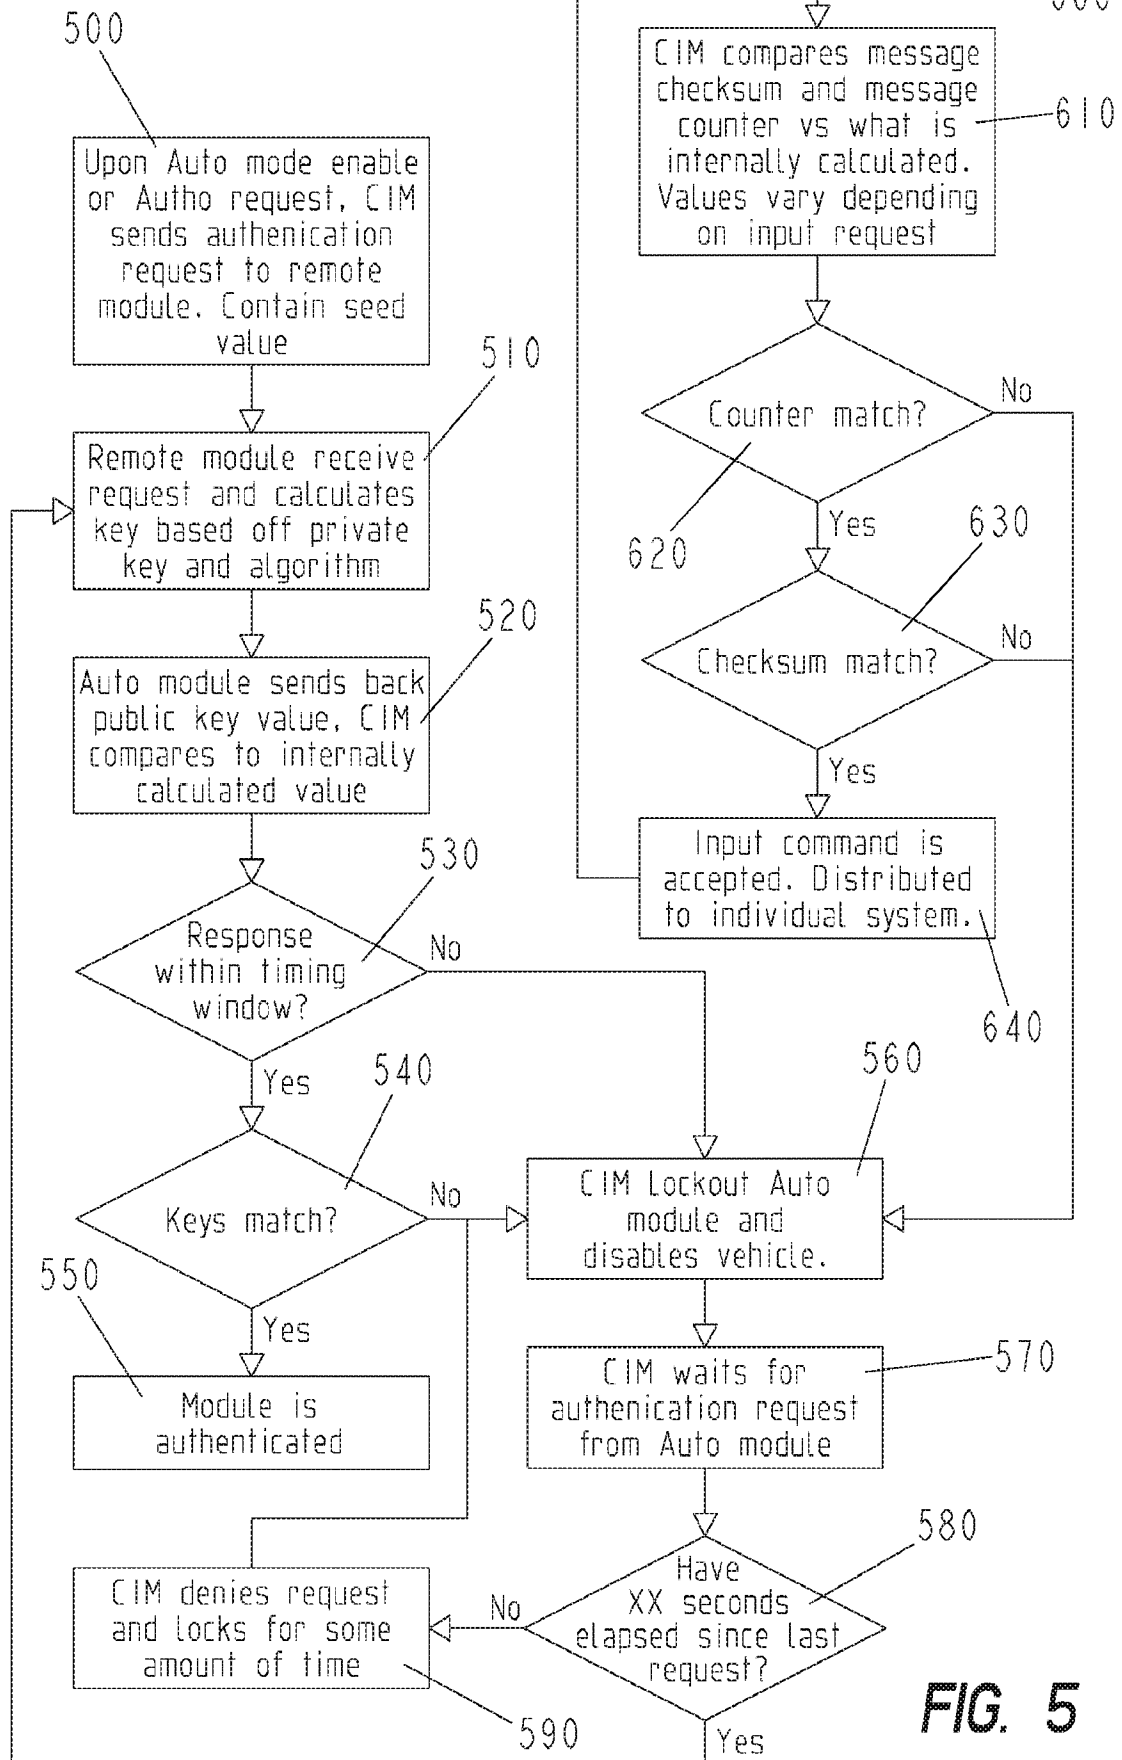 500
Upon Auto mode enable
or Autho request, CIM
sends authenication
request to remote
module. Contain seed
value
510
Remote module receive
request and calculates
key based off private
key and algorithm
520
Auto module sends back
public key value, CIM
compares to internally
calculated value
530
Response
within timing
window?
No
Yes
540
Keys match?
No
550
Yes
Module is
authenticated
CIM denies request
and locks for some
amount of time
590
CIM compares message
checksum and message
counter vs what is
internally calculated.
Values vary depending
on input request
610
Counter match?
No
620
Yes
630
Checksum match?
No
Yes
Input command is
accepted. Distributed
to individual system.
640
560
CIM Lockout Auto
module and
disables vehicle.
570
CIM waits for
authenication request
from Auto module
580
Have
XX seconds
elapsed since last
request?
No
Yes
FIG. 5